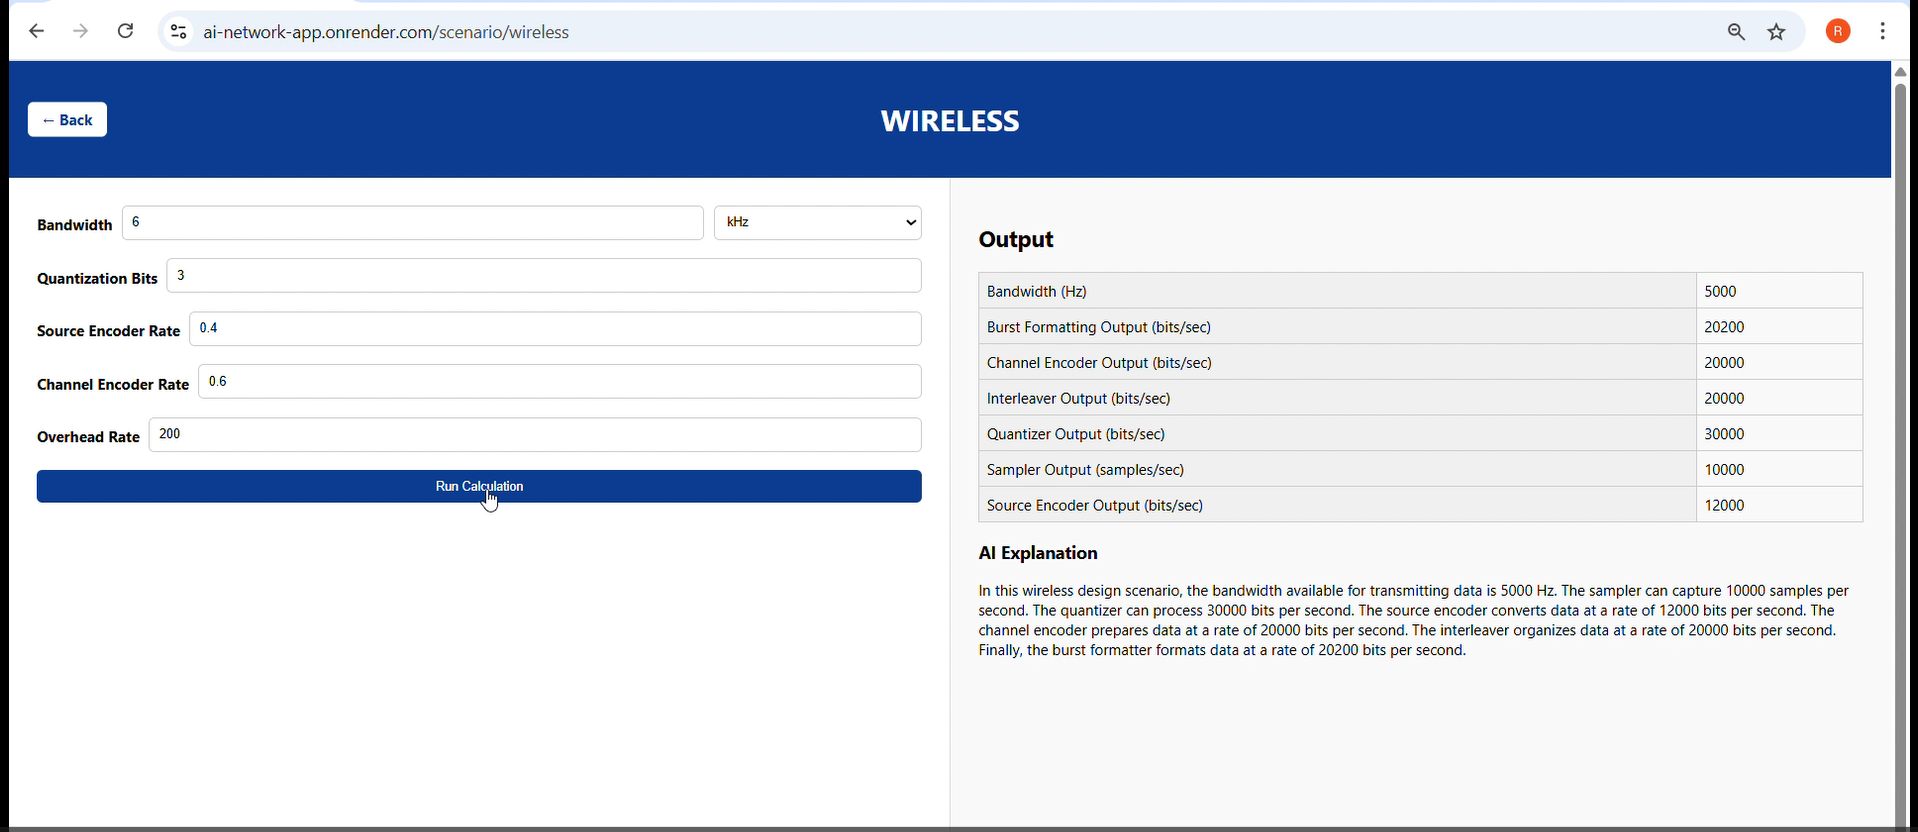 ai-network-app.onrender.com/scenario/wireless
R
← Back
WIRELESS
Bandwidth 6 kHz
Quantization Bits 3
Source Encoder Rate 0.4
Channel Encoder Rate 0.6
Overhead Rate 200
Run Calculation
Output
Bandwidth (Hz) 5000
Burst Formatting Output (bits/sec) 20200
Channel Encoder Output (bits/sec) 20000
Interleaver Output (bits/sec) 20000
Quantizer Output (bits/sec) 30000
Sampler Output (samples/sec) 10000
Source Encoder Output (bits/sec) 12000
AI Explanation
In this wireless design scenario, the bandwidth available for transmitting data is 5000 Hz. The sampler can capture 10000 samples per
second. The quantizer can process 30000 bits per second. The source encoder converts data at a rate of 12000 bits per second. The
channel encoder prepares data at a rate of 20000 bits per second. The interleaver organizes data at a rate of 20000 bits per second.
Finally, the burst formatter formats data at a rate of 20200 bits per second.